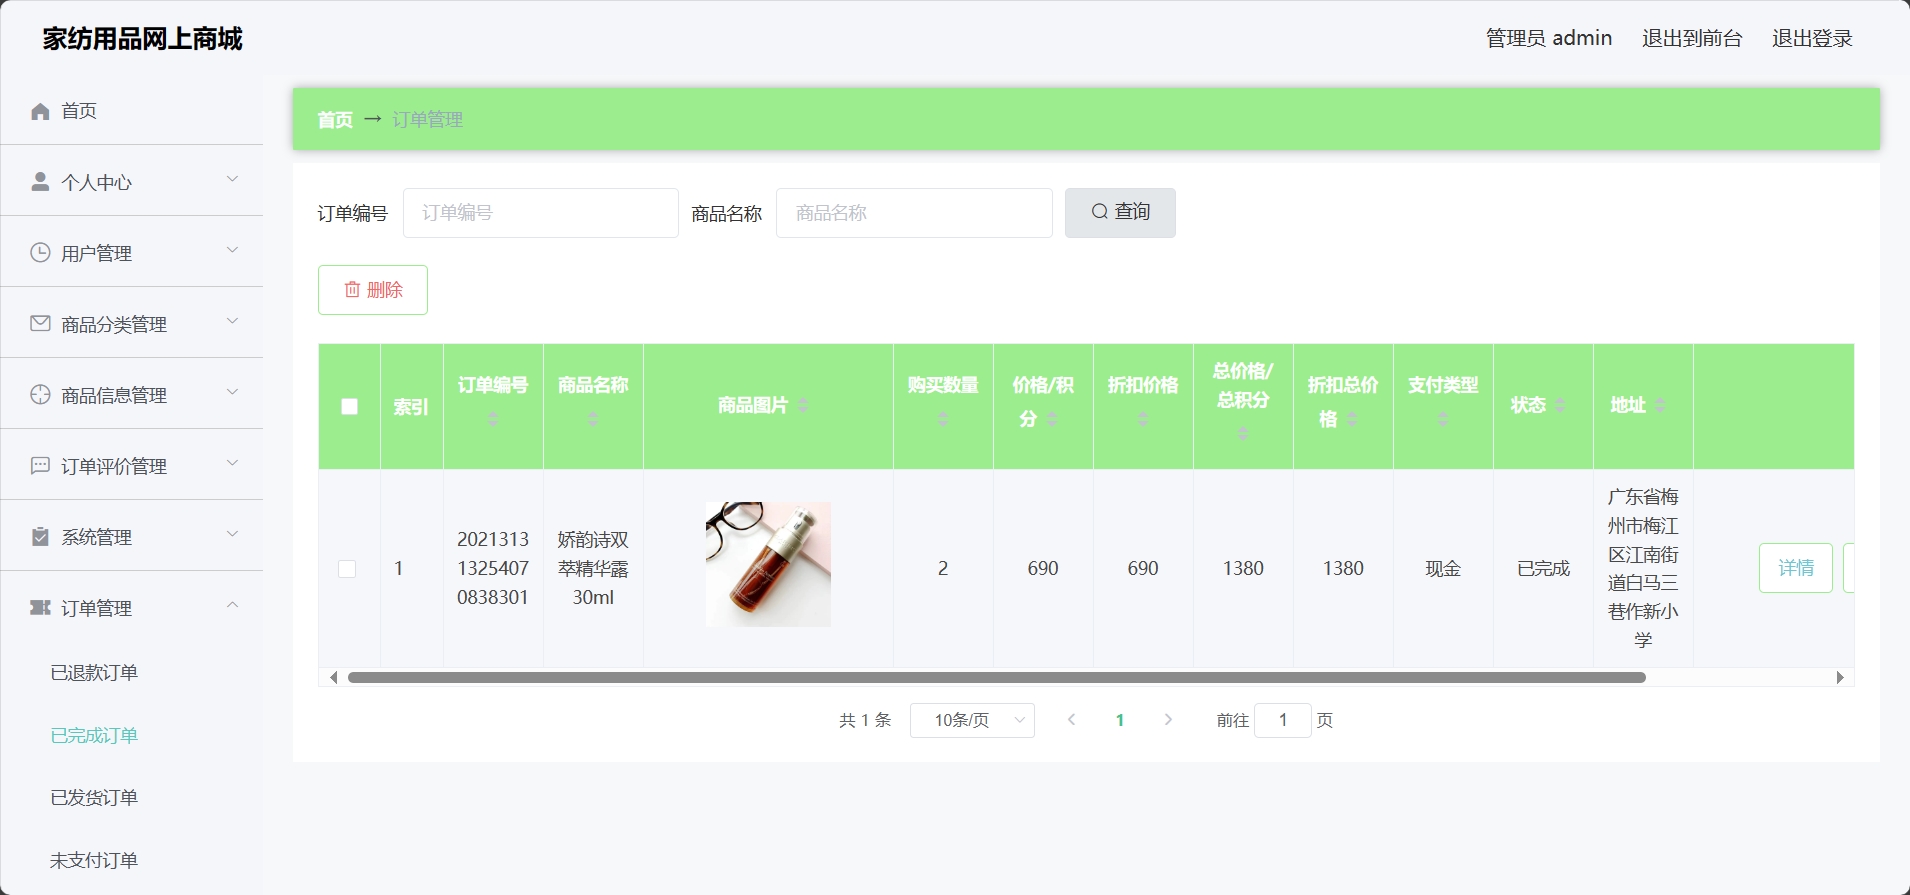 家纺用品网上商城
管理员 admin 退出到前台 退出登录
首页
个人中心
用户管理
商品分类管理
商品信息管理
订单评价管理
系统管理
订单管理
已退款订单
已完成订单
已发货订单
未支付订单
首页 → 订单管理
订单编号 订单编号 商品名称 商品名称 查询
删除
索引
订单编号
商品名称
商品图片
购买数量
价格/积
分
折扣价格
总价格/
总积分
折扣总价
格
支付类型
状态
地址
1
2021313
1325407
0838301
娇韵诗双
萃精华露
30ml
2
690
690
1380
1380
现金
已完成
广东省梅
州市梅江
区江南街
道白马三
巷作新小
学
详情
共 1 条 10条/页 1 前往 1 页